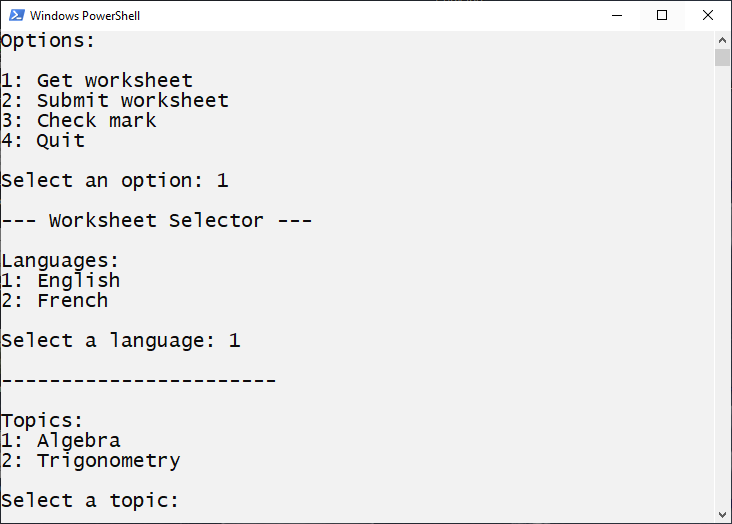 Windows PowerShell
Options:
1: Get worksheet
2: Submit worksheet
3: Check mark
4: Quit
Select an option: 1
--- Worksheet Selector ---
Languages:
1: English
2: French
Select a language: 1
-----------------------
Topics:
1: Algebra
2: Trigonometry
Select a topic: